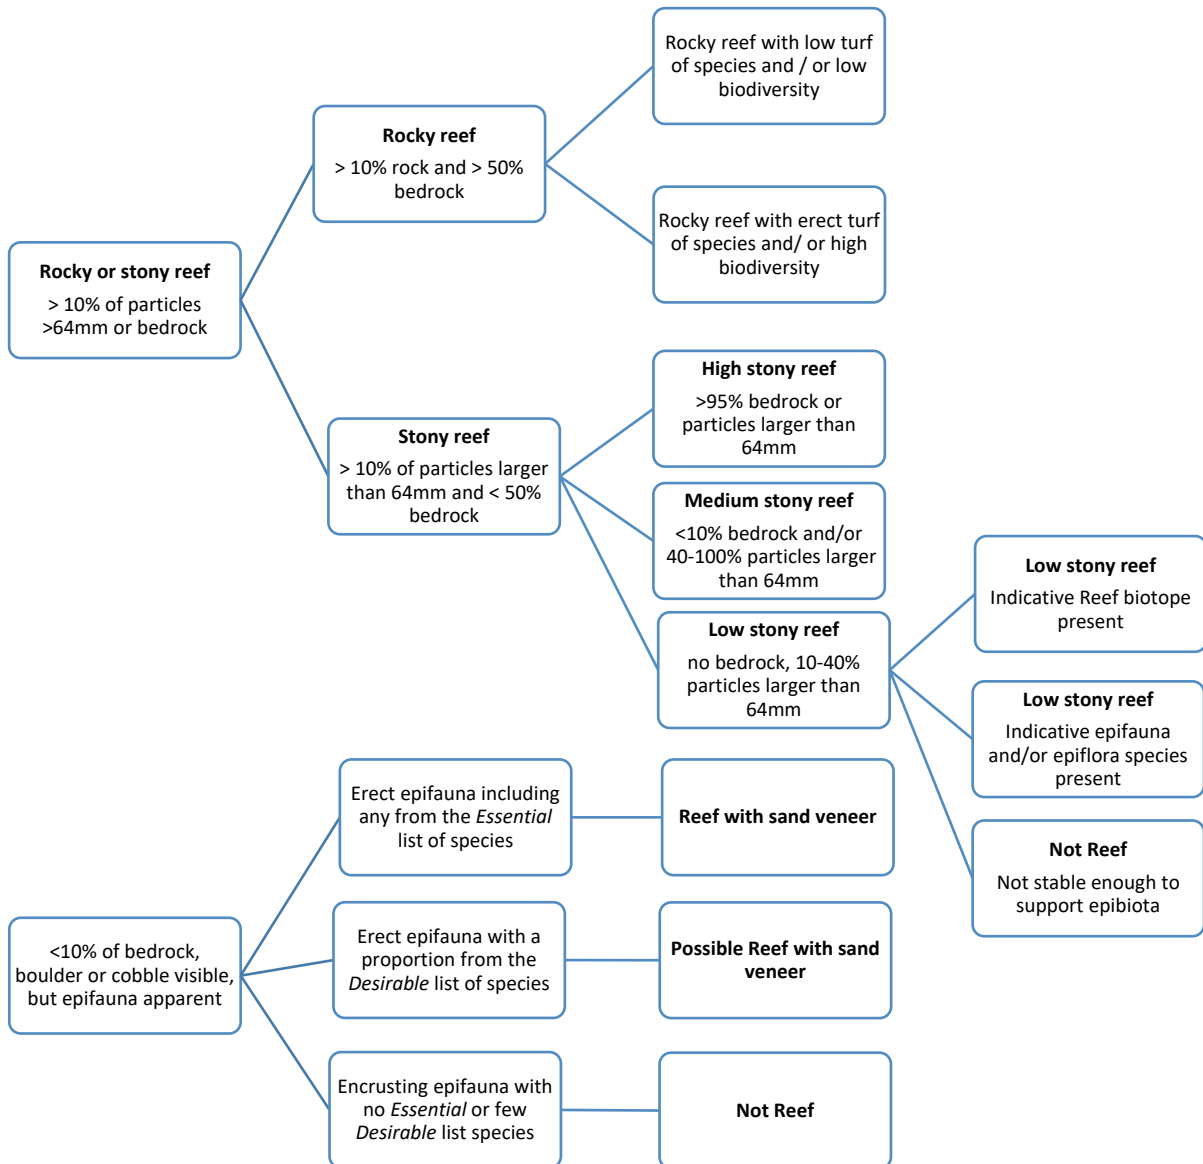 Rocky reef with low turf
of species and / or low
biodiversity
Rocky reef
> 10% rock and > 50%
bedrock
Rocky reef with erect turf
of species and/ or high
biodiversity
Rocky or stony reef
> 10% of particles
>64mm or bedrock
High stony reef
>95% bedrock or
particles larger than
64mm
Stony reef
> 10% of particles larger
than 64mm and < 50%
bedrock
Medium stony reef
<10% bedrock and/or
40-100% particles larger
than 64mm
Low stony reef
no bedrock, 10-40%
particles larger than
64mm
Low stony reef
Indicative Reef biotope
present
Low stony reef
Indicative epifauna
and/or epiflora species
present
Not Reef
Not stable enough to
support epibiota
<10% of bedrock,
boulder or cobble visible,
but epifauna apparent
Erect epifauna including
any from the Essential
list of species
Reef with sand veneer
Erect epifauna with a
proportion from the
Desirable list of species
Possible Reef with sand
veneer
Encrusting epifauna with
no Essential or few
Desirable list species
Not Reef